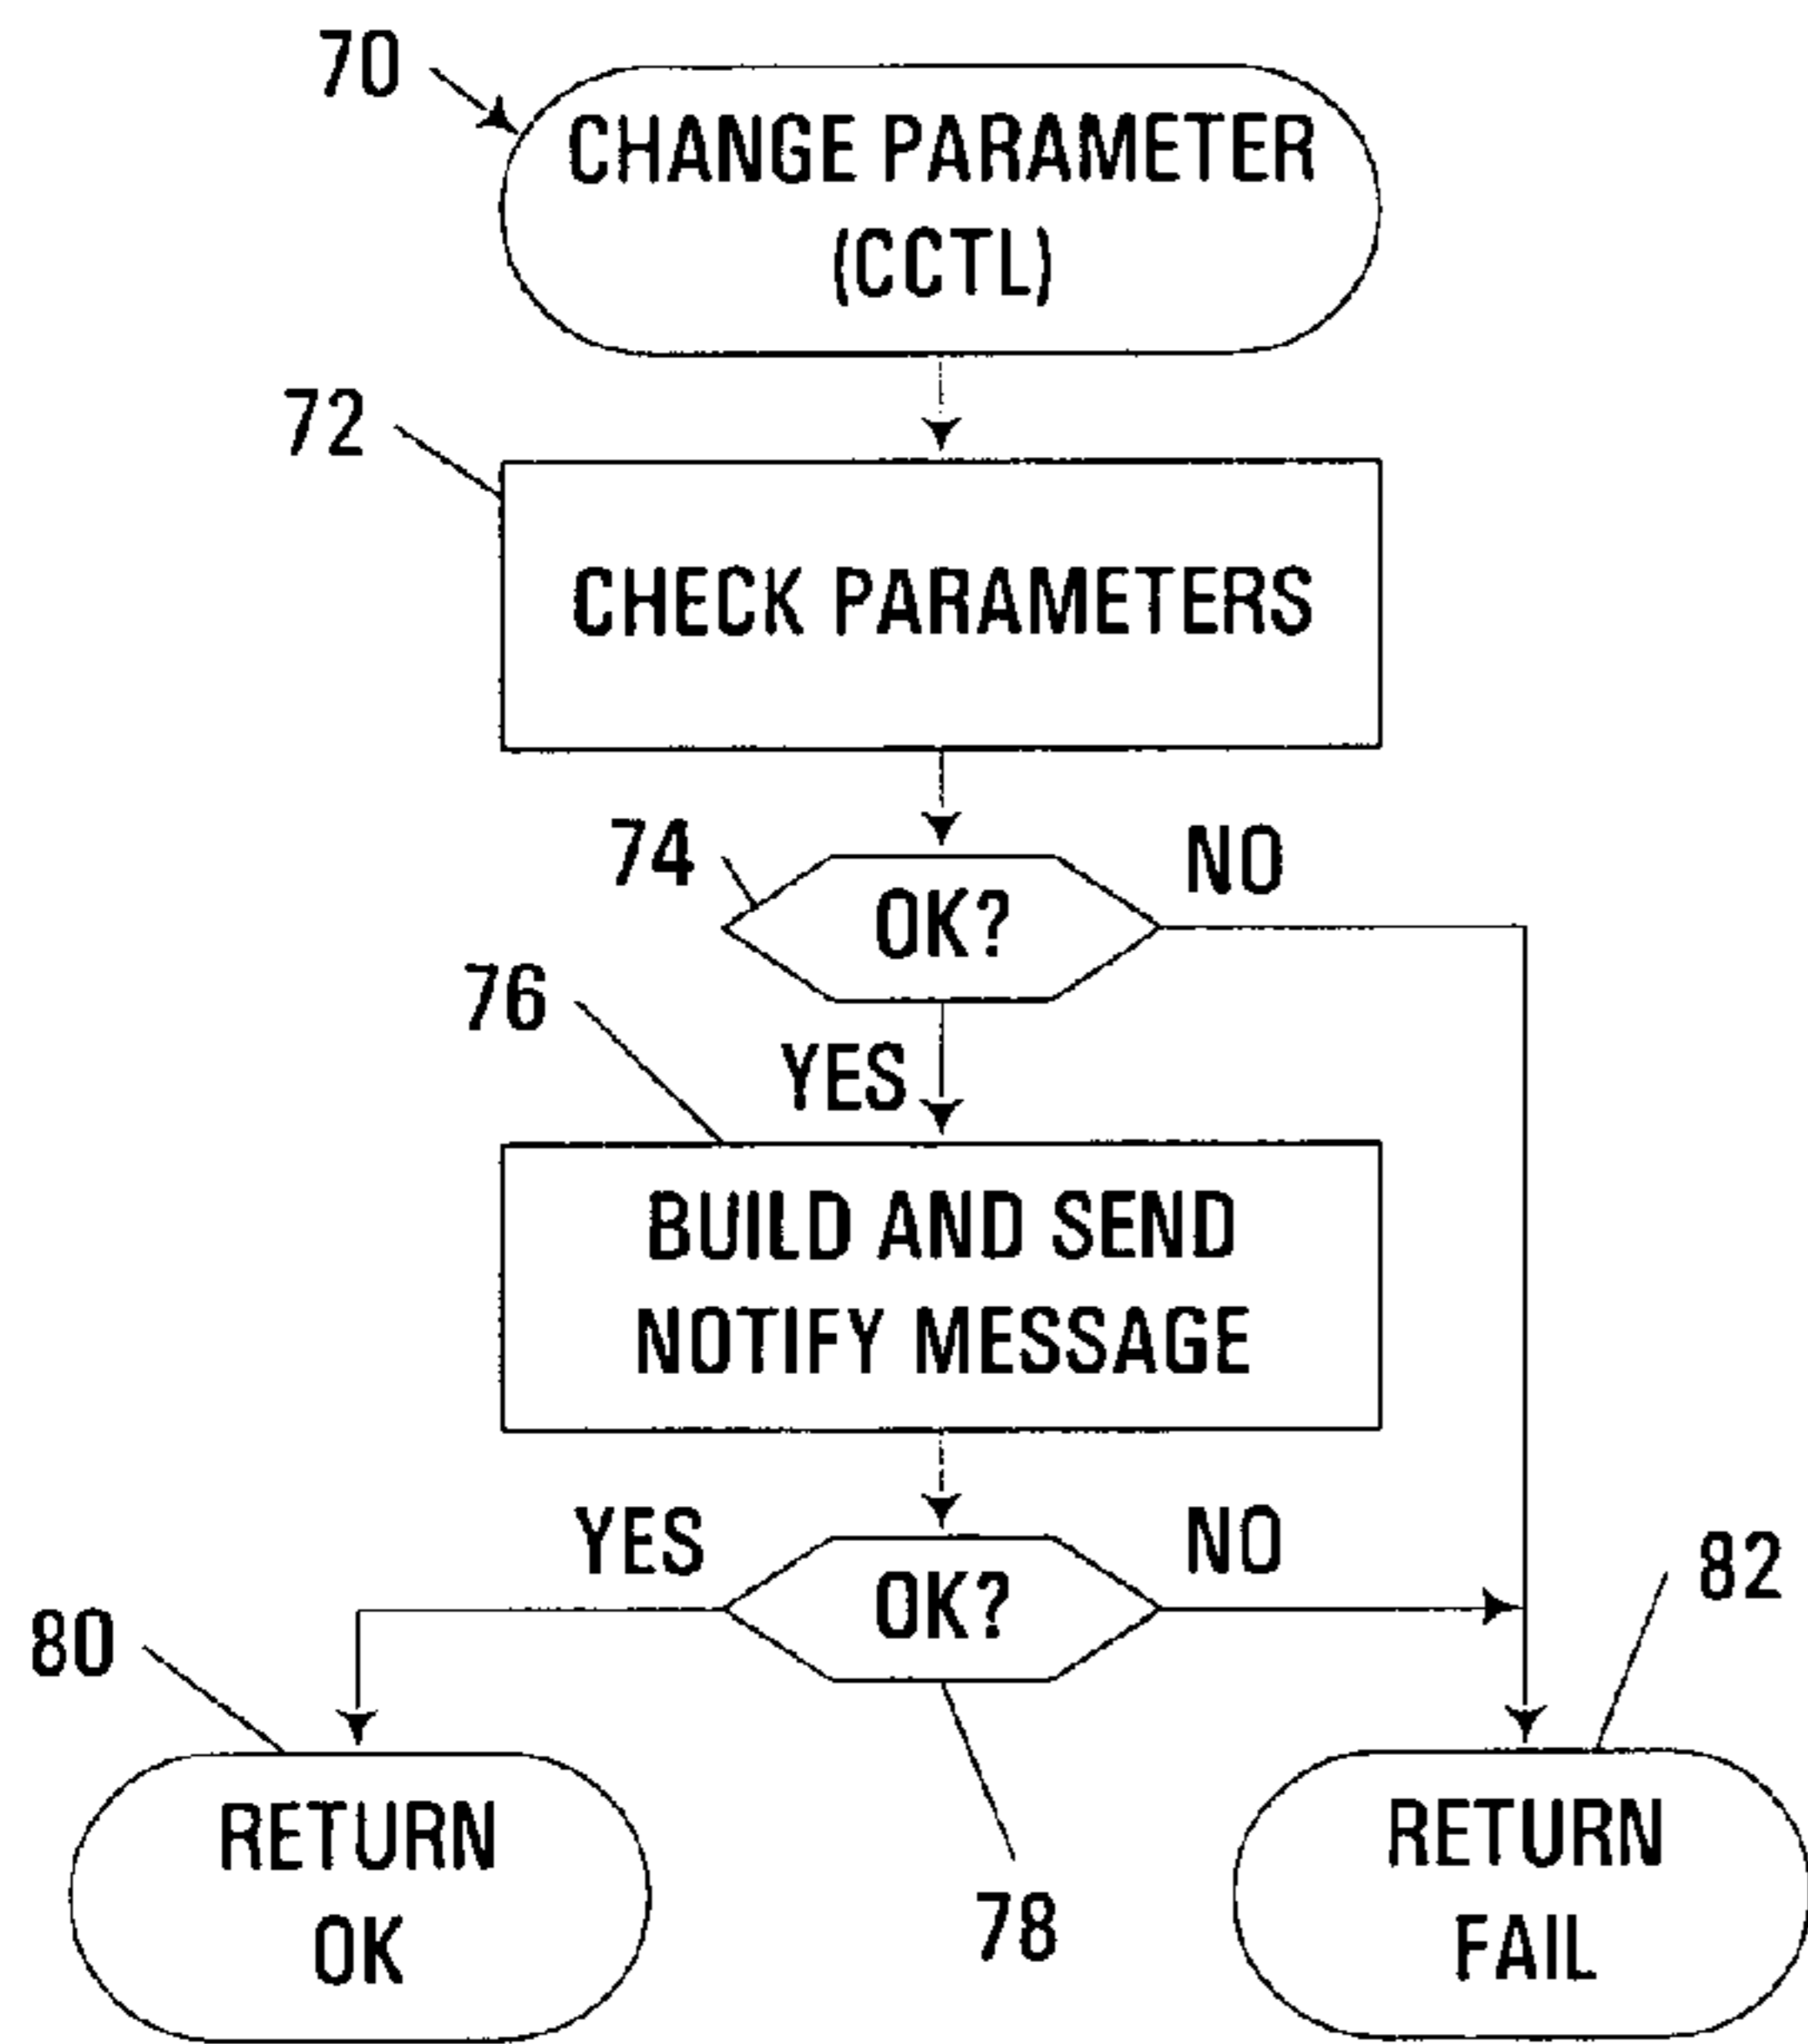 70
CHANGE PARAMETER
(CCTL)
72
CHECK PARAMETERS
74
OK?
NO
76
YES
BUILD AND SEND
NOTIFY MESSAGE
YES
OK?
NO
82
80
RETURN
OK
78
RETURN
FAIL